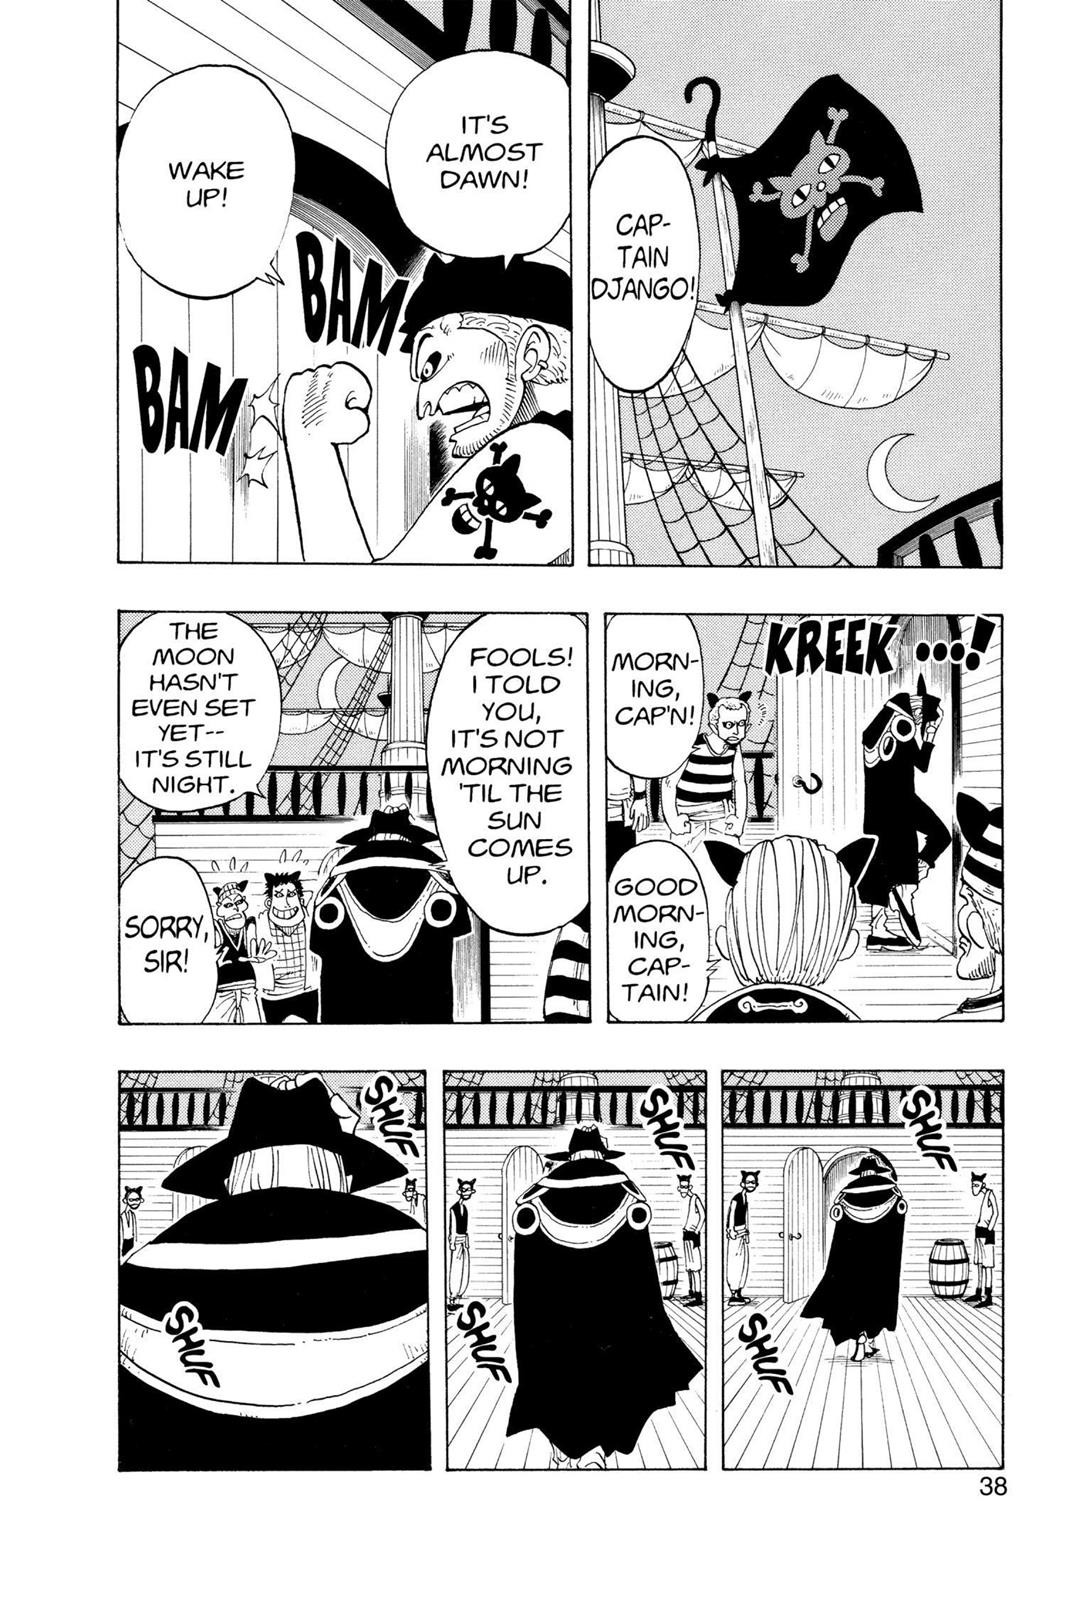 CAP-
TAIN
DJANGO!
IT'S
ALMOST
DAWN!
WAKE
UP!
BAM
BAM
KREEK ...!
MORN-
ING,
CAP'N!
GOOD
MORN-
ING,
CAP-
TAIN!
FOOLS!
I TOLD
YOU,
IT'S NOT
MORNING
'TIL THE
SUN
COMES
UP.
THE
MOON
HASN'T
EVEN SET
YET--
IT'S STILL
NIGHT.
SORRY,
SIR!
SHUF
SHUF
SHUF
SHUF
SHUF
SHUF
38